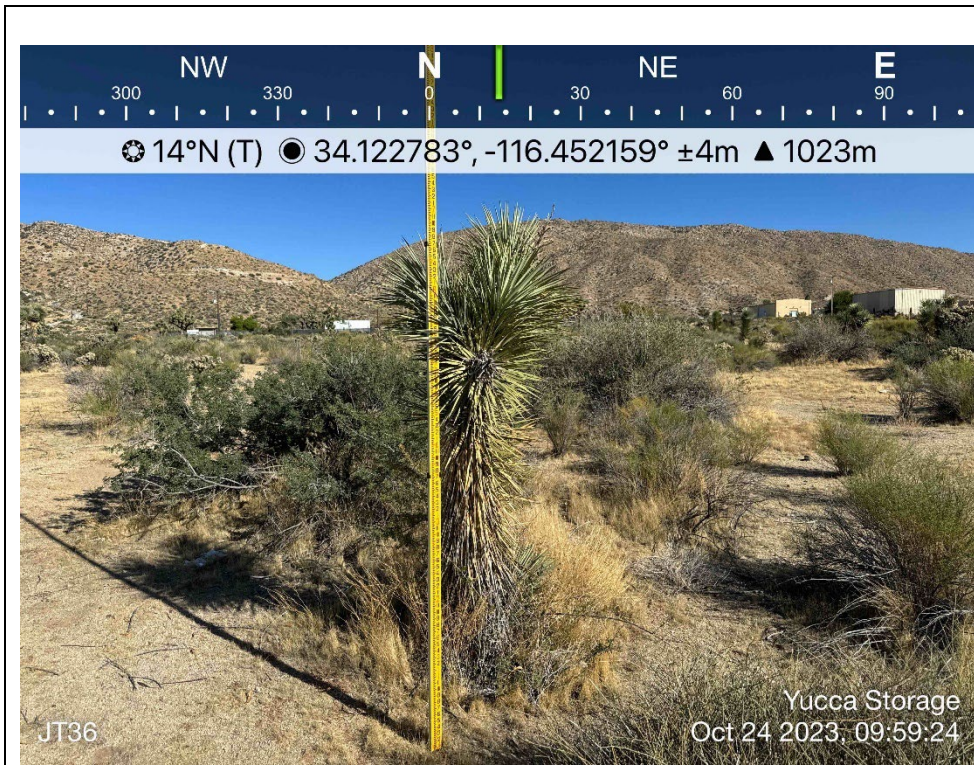 NW N NE E
300 330 0 30 60 90
14°N (T) 34.122783°, -116.452159° ±4m ▲ 1023m
JT36
Yucca Storage
Oct 24 2023, 09:59:24